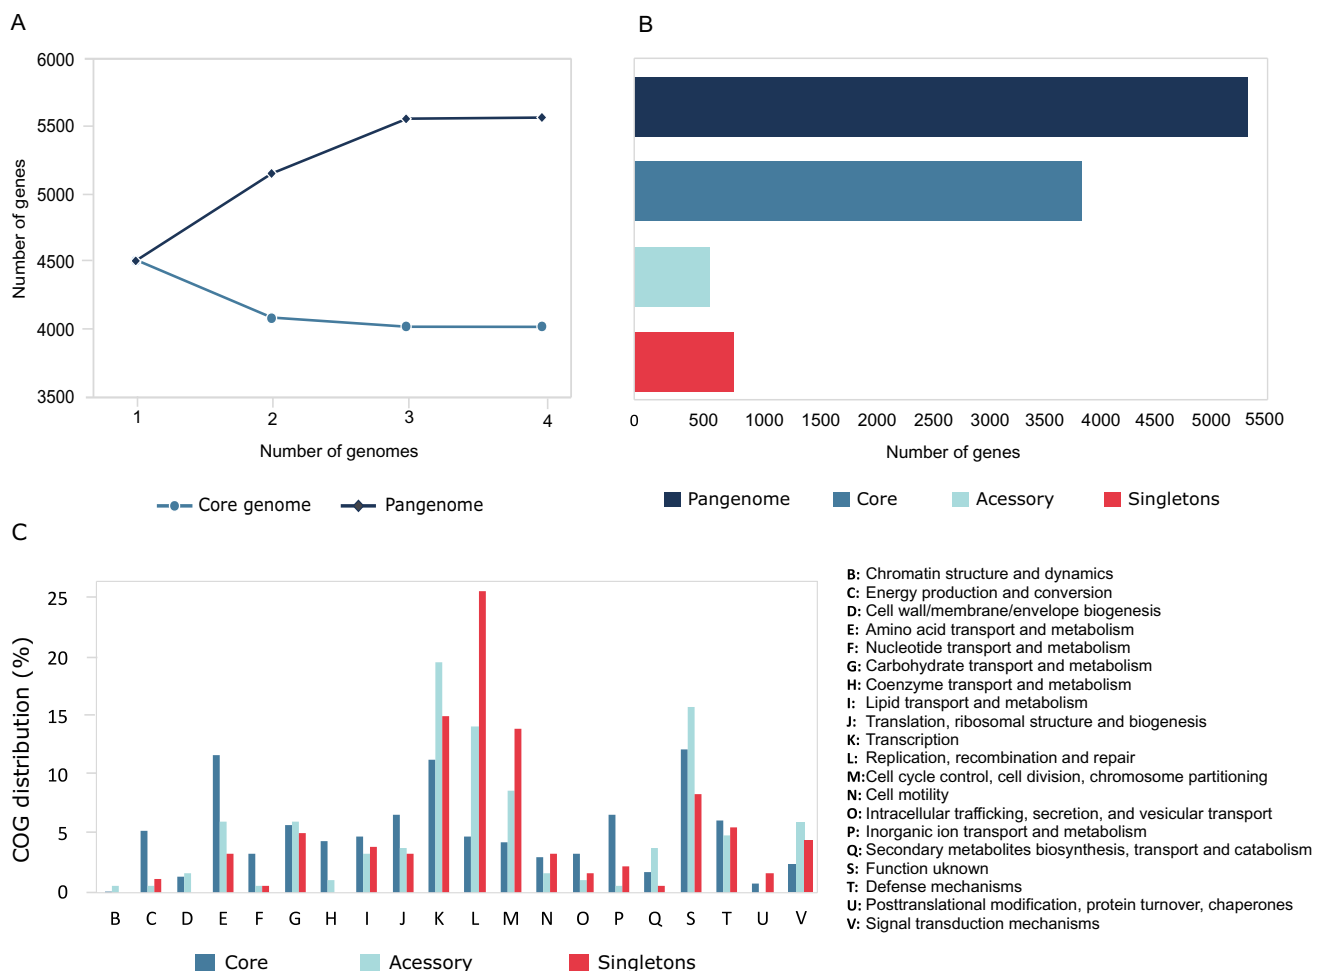 A
B
6000
5500
5000
4500
4000
3500
Number of genes
1
2
3
4
Number of genomes
Core genome
Pangenome
0
500
1000
1500
2000
2500
3000
3500
4000
4500
5000
5500
Number of genes
Pangenome
Core
Acessory
Singletons
C
25
20
15
10
5
0
COG distribution (%)
B
C
D
E
F
G
H
I
J
K
L
M
N
O
P
Q
S
T
U
V
Core
Acessory
Singletons
B: Chromatin structure and dynamics
C: Energy production and conversion
D: Cell wall/membrane/envelope biogenesis
E: Amino acid transport and metabolism
F: Nucleotide transport and metabolism
G: Carbohydrate transport and metabolism
H: Coenzyme transport and metabolism
I: Lipid transport and metabolism
J: Translation, ribosomal structure and biogenesis
K: Transcription
L: Replication, recombination and repair
M:Cell cycle control, cell division, chromosome partitioning
N: Cell motility
O: Intracellular trafficking, secretion, and vesicular transport
P: Inorganic ion transport and metabolism
Q: Secondary metabolites biosynthesis, transport and catabolism
S: Function uknown
T: Defense mechanisms
U: Posttranslational modification, protein turnover, chaperones
V: Signal transduction mechanisms